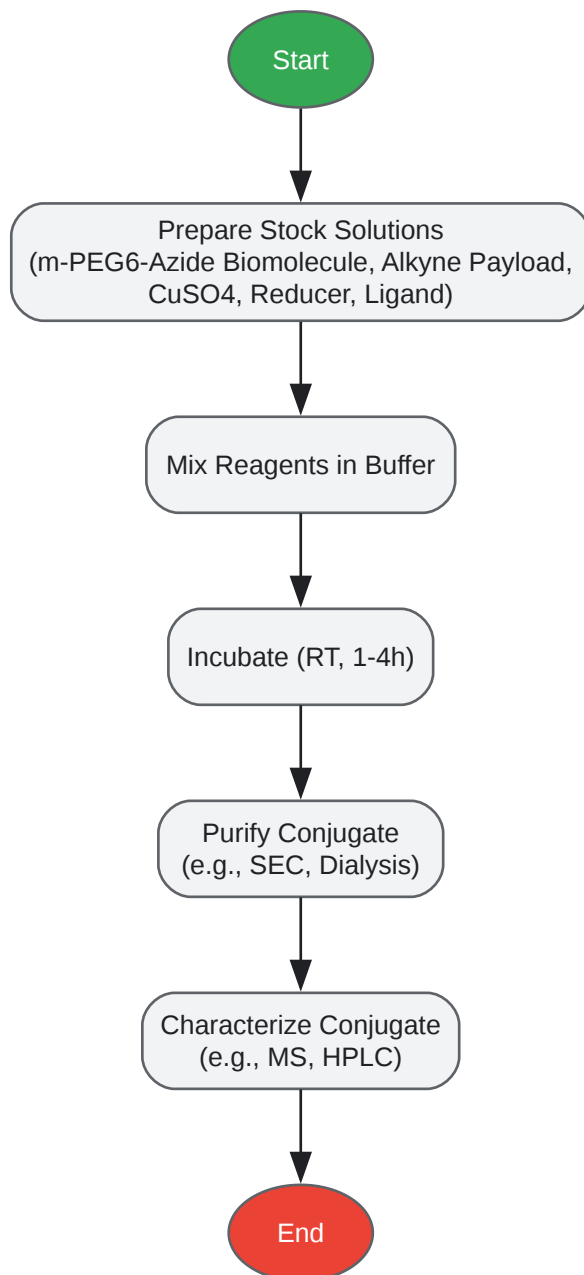 Start
Prepare Stock Solutions
(m-PEG6-Azide Biomolecule, Alkyne Payload,
CuSO4, Reducer, Ligand)
Mix Reagents in Buffer
Incubate (RT, 1-4h)
Purify Conjugate
(e.g., SEC, Dialysis)
Characterize Conjugate
(e.g., MS, HPLC)
End